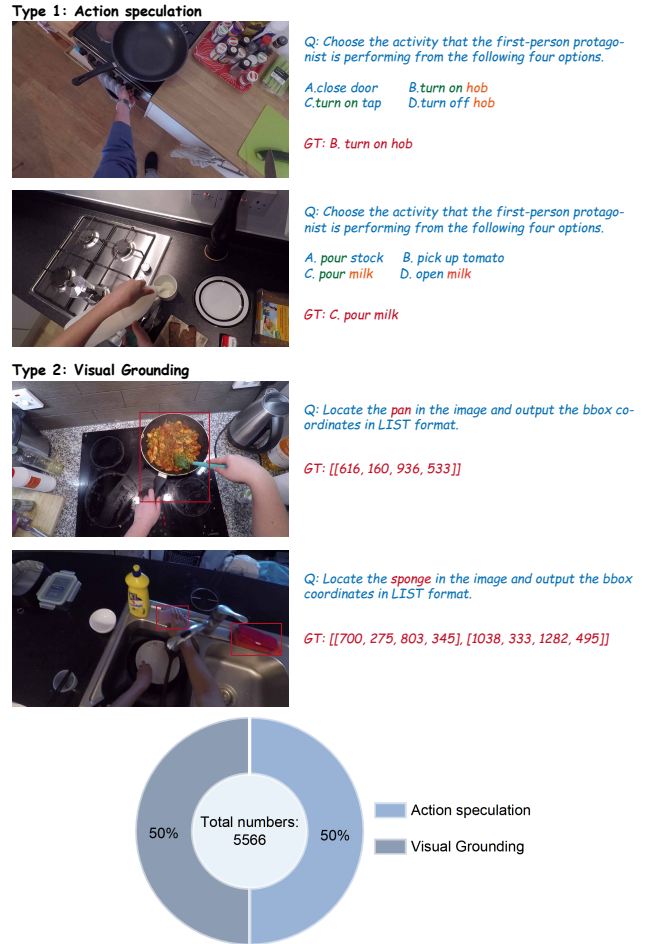 Type 1: Action speculation
Q: Choose the activity that the first-person protago-
nist is performing from the following four options.
A.close door B.turn on hob
C.turn on tap D.turn off hob
GT: B. turn on hob
Q: Choose the activity that the first-person protago-
nist is performing from the following four options.
A. pour stock B. pick up tomato
C. pour milk D. open milk
GT: C. pour milk
Type 2: Visual Grounding
Q: Locate the pan in the image and output the bbox co-
ordinates in LIST format.
GT: [[616, 160, 936, 533]]
Q: Locate the sponge in the image and output the bbox
coordinates in LIST format.
GT: [[700, 275, 803, 345], [1038, 333, 1282, 495]]
50%
Total numbers:
5566
50%
Action speculation
Visual Grounding